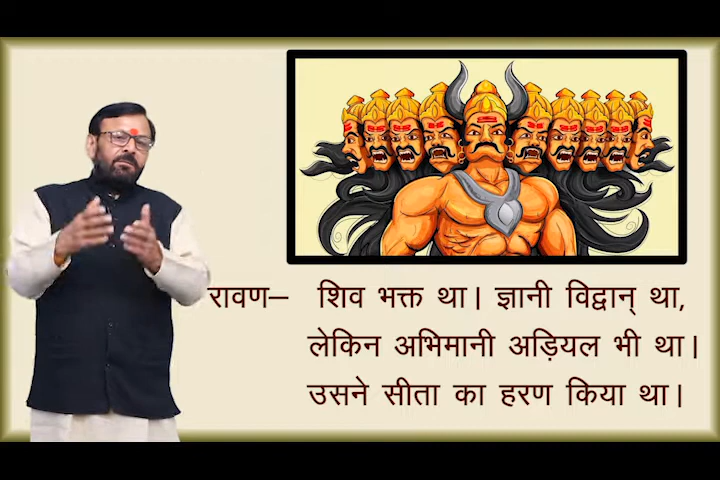 रावण– शिव भक्त था। ज्ञानी विद्वान् था,
लेकिन अभिमानी अड़ियल भी था।
उसने सीता का हरण किया था।